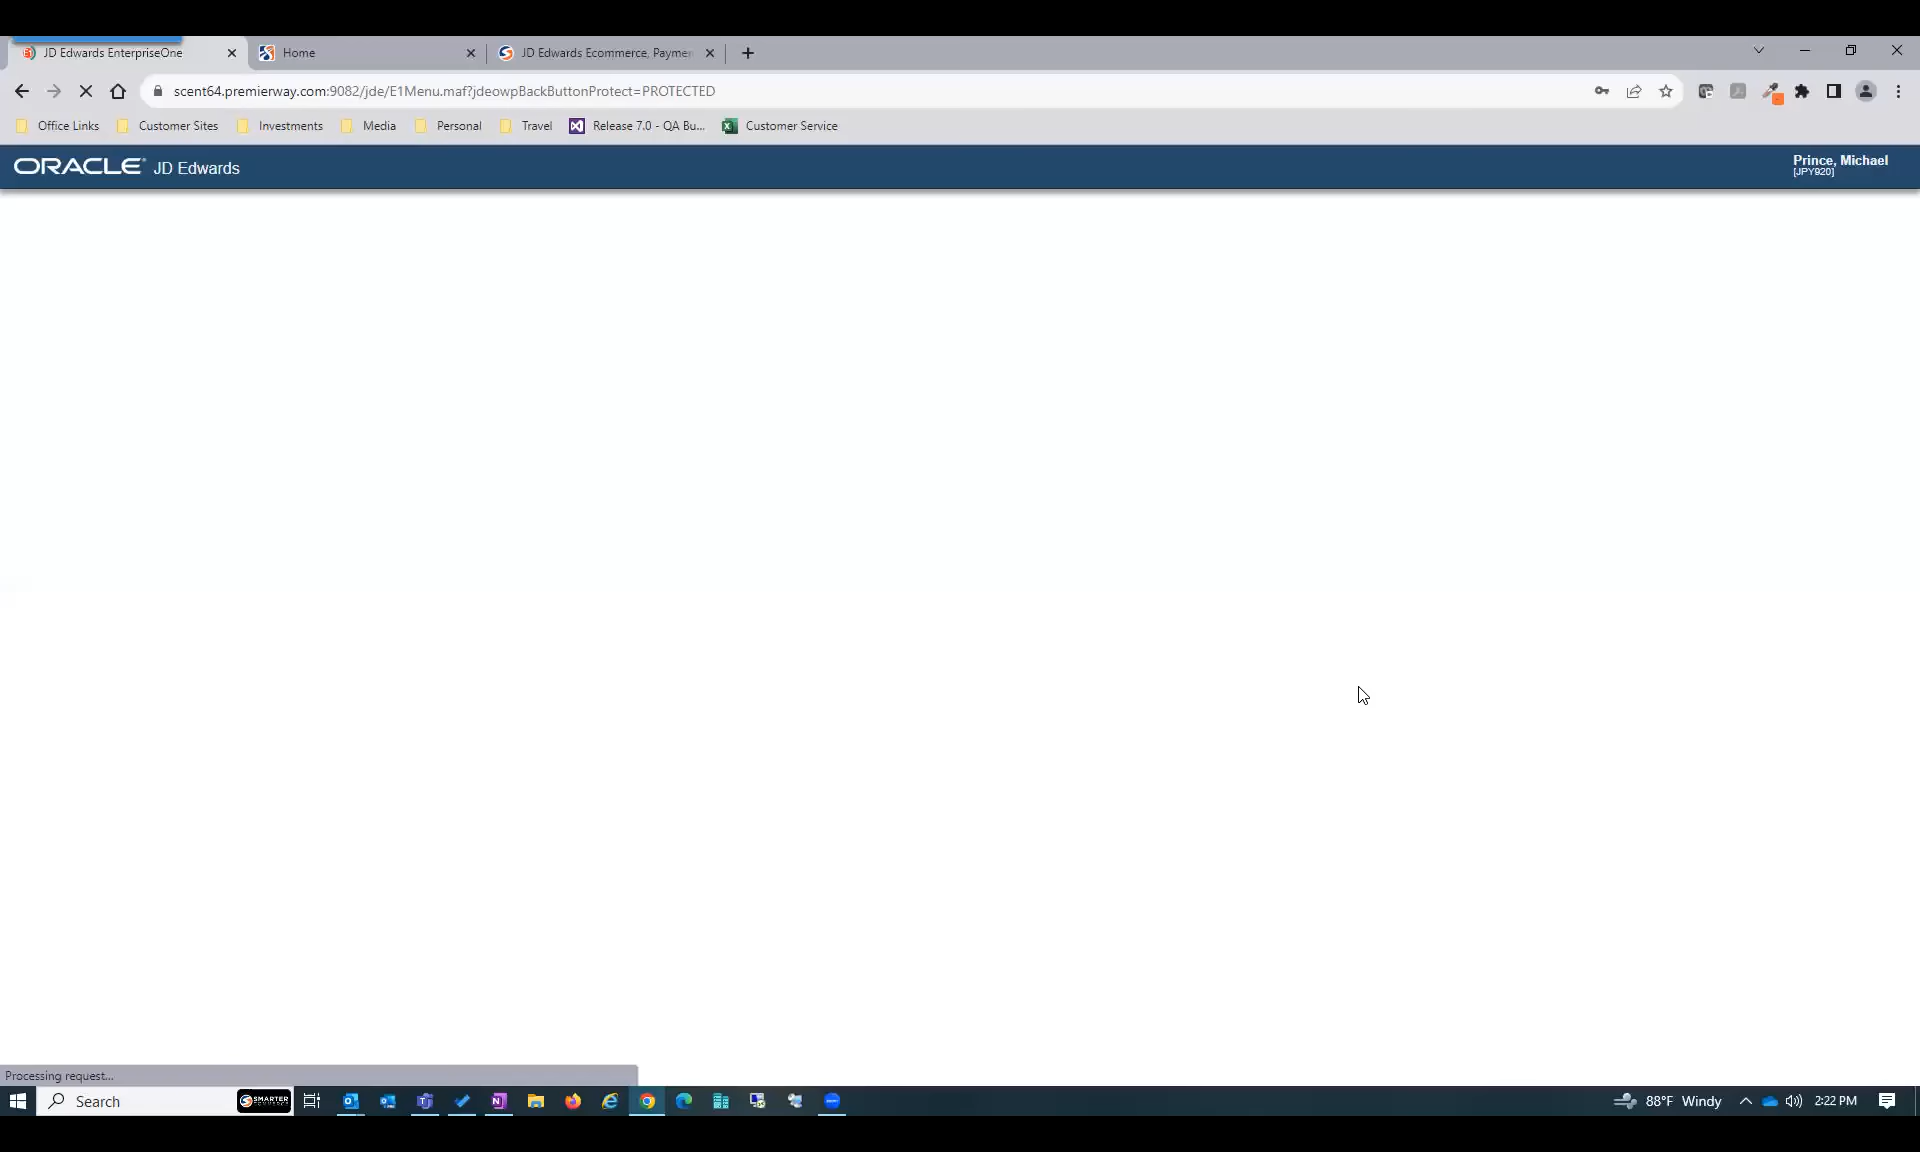 JD Edwards EnterpriseOne
Home
JD Edwards Ecommerce, Paymen
scent64.premierway.com:9082/jde/E1Menu.maf?jdeowpBackButtonProtect=PROTECTED
Office Links
Customer Sites
Investments
Media
Personal
Travel
Release 7.0 - QA Bu...
Customer Service
ORACLE JD Edwards
Prince, Michael
[JPY920]
Processing request...
Search
SMARTER
88°F Windy
2:22 PM